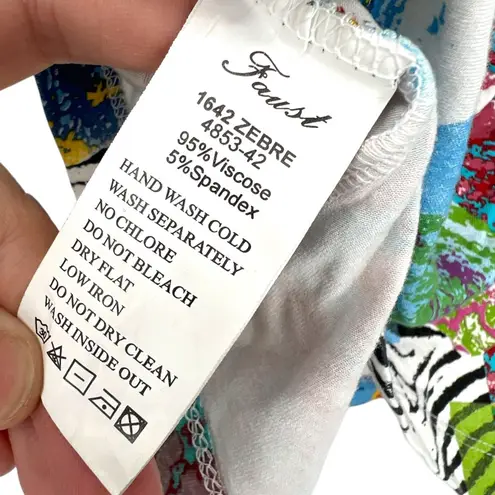 Faust
1642 ZEBRE
4853-42
95%Viscose
5%Spandex
HAND WASH COLD
WASH SEPARATELY
NO CHLORE
DO NOT BLEACH
DRY FLAT
LOW IRON
DO NOT DRY CLEAN
WASH INSIDE OUT